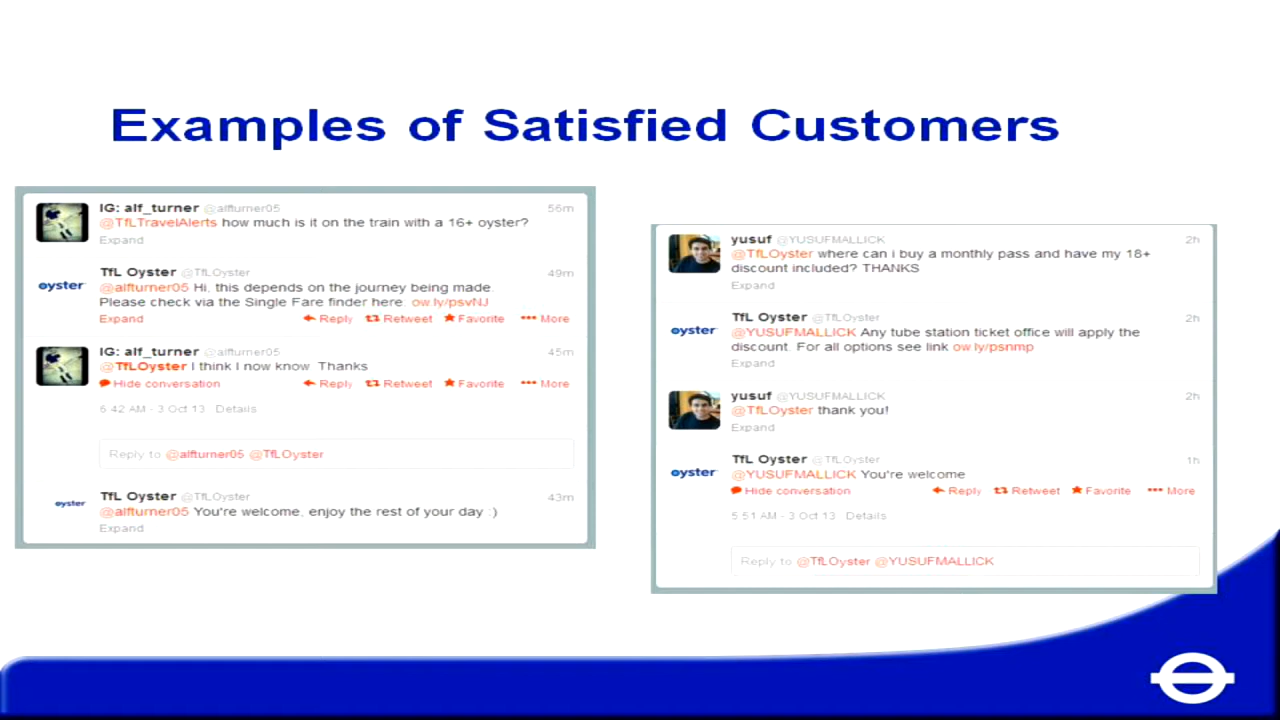 Examples of Satisfied Customers
IG: alf_turner @alfturner05 56m
@TfLTravelAlerts how much is it on the train with a 16+ oyster?
Expand
TfL Oyster @TfLOyster 49m
oyster
@alfturner05 Hi, this depends on the journey being made.
Please check via the Single Fare finder here. ow.ly/psvNJ
Expand Reply Retweet Favorite More
IG: alf_turner @alfturner05 45m
@TfLOyster I think I now know. Thanks
Hide conversation Reply Retweet Favorite More
5:42 AM - 3 Oct 13 Details
Reply to @alfturner05 @TfLOyster
TfL Oyster @TfLOyster 43m
oyster
@alfturner05 You're welcome, enjoy the rest of your day :)
Expand
yusuf @YUSUFMALLICK 2h
@TfLOyster where can i buy a monthly pass and have my 18+
discount included? THANKS
Expand
TfL Oyster @TfLOyster 2h
oyster
@YUSUFMALLICK Any tube station ticket office will apply the
discount. For all options see link ow.ly/psnmp
Expand
yusuf @YUSUFMALLICK 2h
@TfLOyster thank you!
Expand
TfL Oyster @TfLOyster 1h
oyster
@YUSUFMALLICK You're welcome
Hide conversation Reply Retweet Favorite More
5:51 AM - 3 Oct 13 Details
Reply to @TfLOyster @YUSUFMALLICK